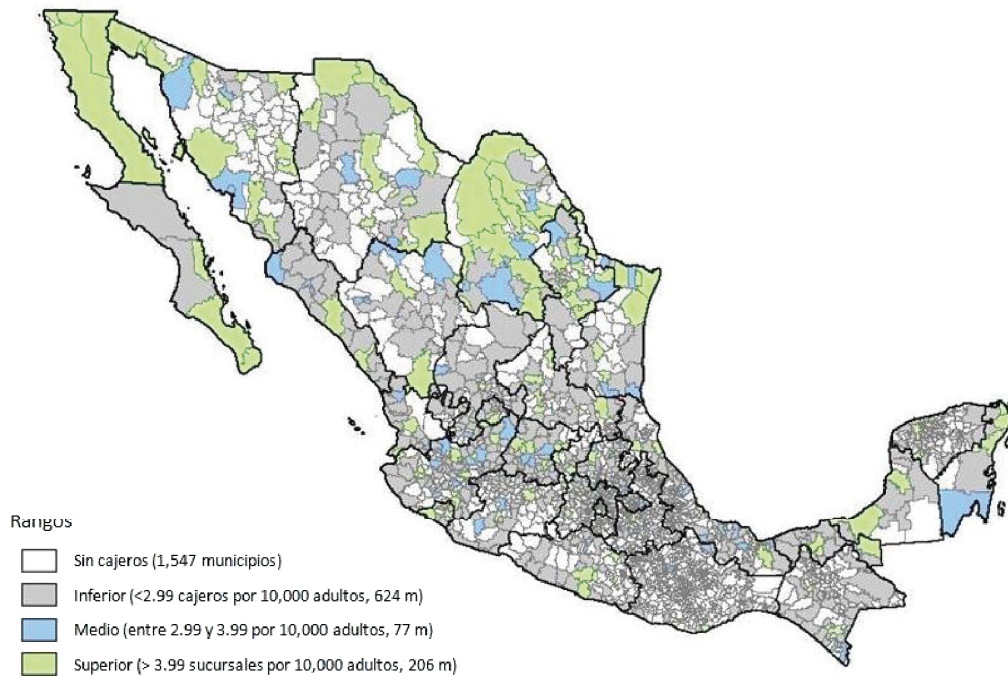 Rangos
Sin cajeros (1,547 municipios)
Inferior (<2.99 cajeros por 10,000 adultos, 624 m)
Medio (entre 2.99 y 3.99 por 10,000 adultos, 77 m)
Superior (> 3.99 sucursales por 10,000 adultos, 206 m)